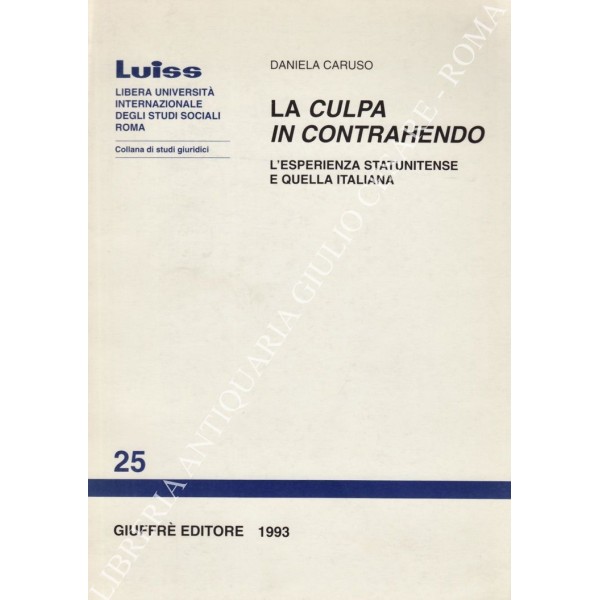 Luiss
LIBERA UNIVERSITÀ
INTERNAZIONALE
DEGLI STUDI SOCIALI
ROMA
Collana di studi giuridici
DANIELA CARUSO
LA CULPA
IN CONTRAHENDO
L'ESPERIENZA STATUNITENSE
E QUELLA ITALIANA
25
GIUFFRÈ EDITORE 1993
LIBRERIA ANTIQUARIA GIULIO CESARE - ROMA